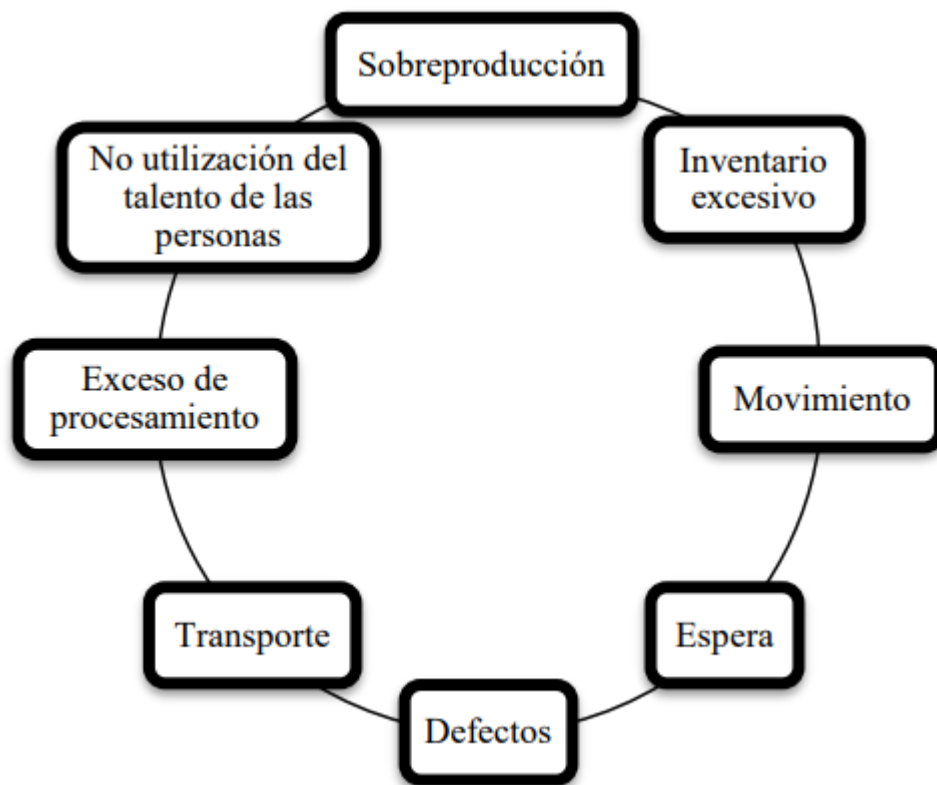 Sobreproducción
Inventario
excesivo
Movimiento
Espera
Defectos
Transporte
Exceso de
procesamiento
No utilización del
talento de las
personas